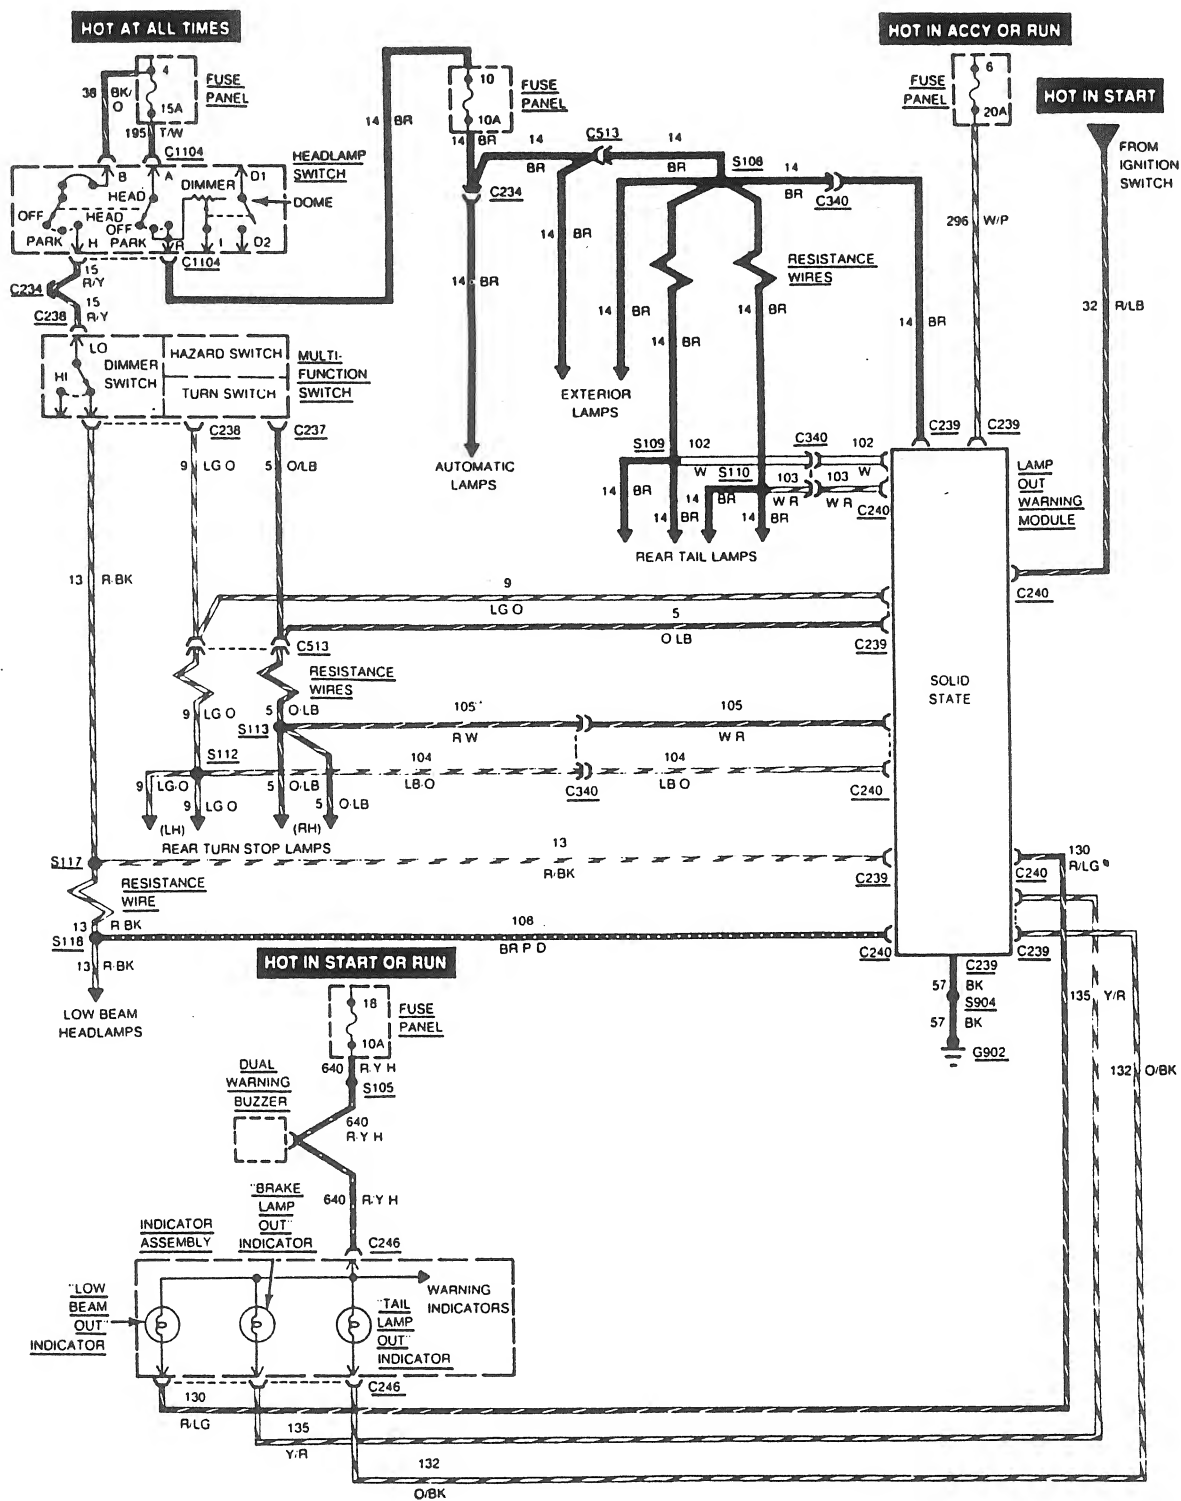 HOT AT ALL TIMES
HOT IN ACCY OR RUN
HOT IN START
4
15A
FUSE
PANEL
38
BK/
O
195
T/W
C1104
HEADLAMP
SWITCH
B
A
HEAD
DIMMER
D1
DOME
OFF
HEAD
OFF
PARK
H
PARK
R
I
D2
C1104
15
R/Y
C234
15
R/Y
C238
LO
HI
DIMMER
SWITCH
HAZARD SWITCH
TURN SWITCH
MULTI-
FUNCTION
SWITCH
C238
C237
9
LG O
5
O/LB
14
BR
10
10A
FUSE
PANEL
14
BR
14
BR
C513
14
BR
S108
14
BR
C340
C234
14
BR
14
BR
14
BR
14
BR
14
BR
RESISTANCE
WIRES
EXTERIOR
LAMPS
AUTOMATIC
LAMPS
6
20A
FUSE
PANEL
FROM
IGNITION
SWITCH
296
W/P
32
R/LB
14
BR
C239
C239
S109
102
W
C340
102
W
S110
103
W R
103
W R
C240
14
BR
14
BR
14
BR
14
BR
REAR TAIL LAMPS
LAMP
OUT
WARNING
MODULE
C240
13
R·BK
9
LG O
5
O LB
C239
C513
RESISTANCE
WIRES
SOLID
STATE
9
LG O
5
O·LB
S113
105
R W
105
W R
S112
104
LB·O
C340
104
LB O
C240
9
LG·O
9
LG O
5
O·LB
5
O·LB
(LH)
(RH)
REAR TURN STOP LAMPS
S117
13
R/BK
C239
RESISTANCE
WIRE
13
R BK
S118
108
BR P D
C240
13
R·BK
LOW BEAM
HEADLAMPS
130
R/LG
C240
C239
C239
57
BK
S904
57
BK
G902
135
Y/R
132
O/BK
HOT IN START OR RUN
18
10A
FUSE
PANEL
640
R·Y H
S105
DUAL
WARNING
BUZZER
640
R·Y H
640
R·Y H
C246
INDICATOR
ASSEMBLY
"BRAKE
LAMP
OUT"
INDICATOR
WARNING
INDICATORS
"LOW
BEAM
OUT"
INDICATOR
"TAIL
LAMP
OUT"
INDICATOR
C246
130
R/LG
135
Y/R
132
O/BK